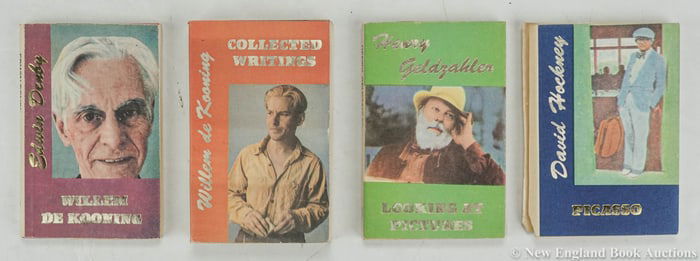 Edwin Denby
WILLEM
DE KOONING
Willem de Kooning
COLLECTED
WRITINGS
Henry
Geldzahler
LOOKING AT
PICTURES
David Hockney
PICASSO
© New England Book Auctions